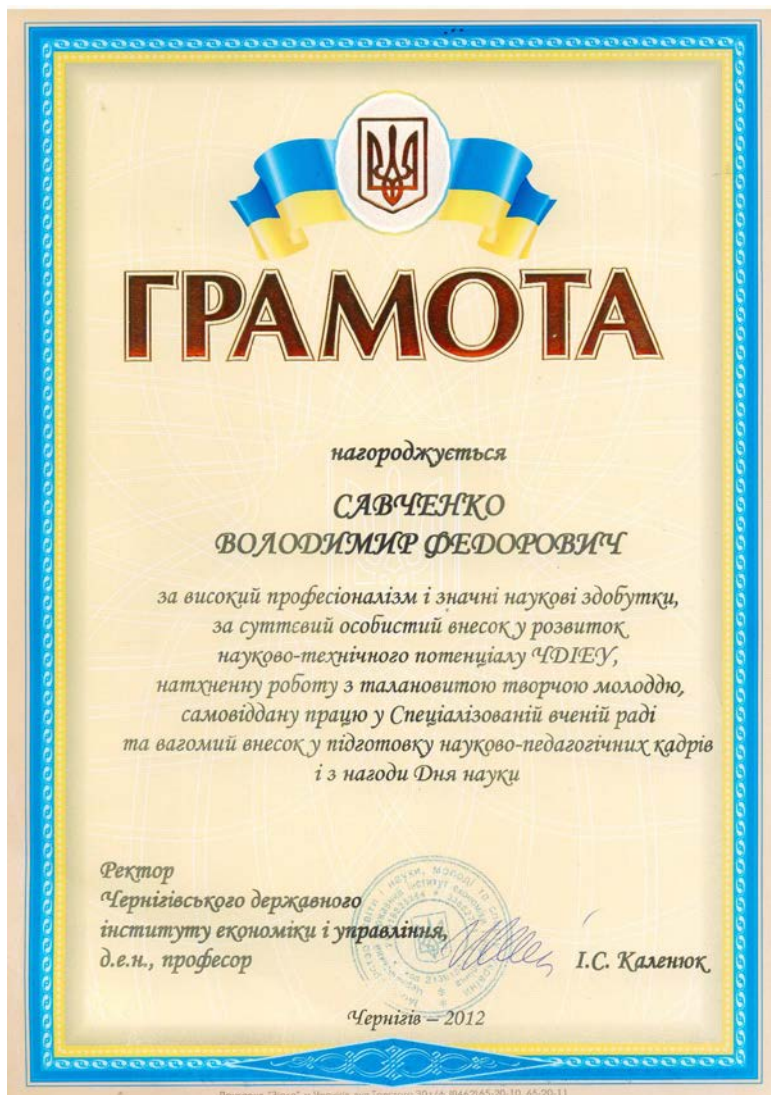 ГРАМОТА
нагороджується
САВЧЕНКО
ВОЛОДИМИР ФЕДОРОВИЧ
за високий професіоналізм і значні наукові здобутки,
за суттєвий особистий внесок у розвиток
науково-технічного потенціалу ЧДІЕУ,
натхненну роботу з талановитою творчою молоддю,
самовіддану працю у Спеціалізованій вченій раді
та вагомий внесок у підготовку науково-педагогічних кадрів
і з нагоди Дня науки
Ректор
Чернігівського державного
інституту економіки і управління,
д.е.н., професор
І.С. Каленюк
Чернігів – 2012